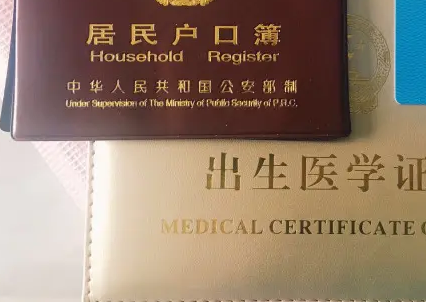 居民户口簿
Household Register
中华人民共和国公安部制
Under Supervision of The Ministry of Public Security of P.R.C.
出生医学证
MEDICAL CERTIFICATE